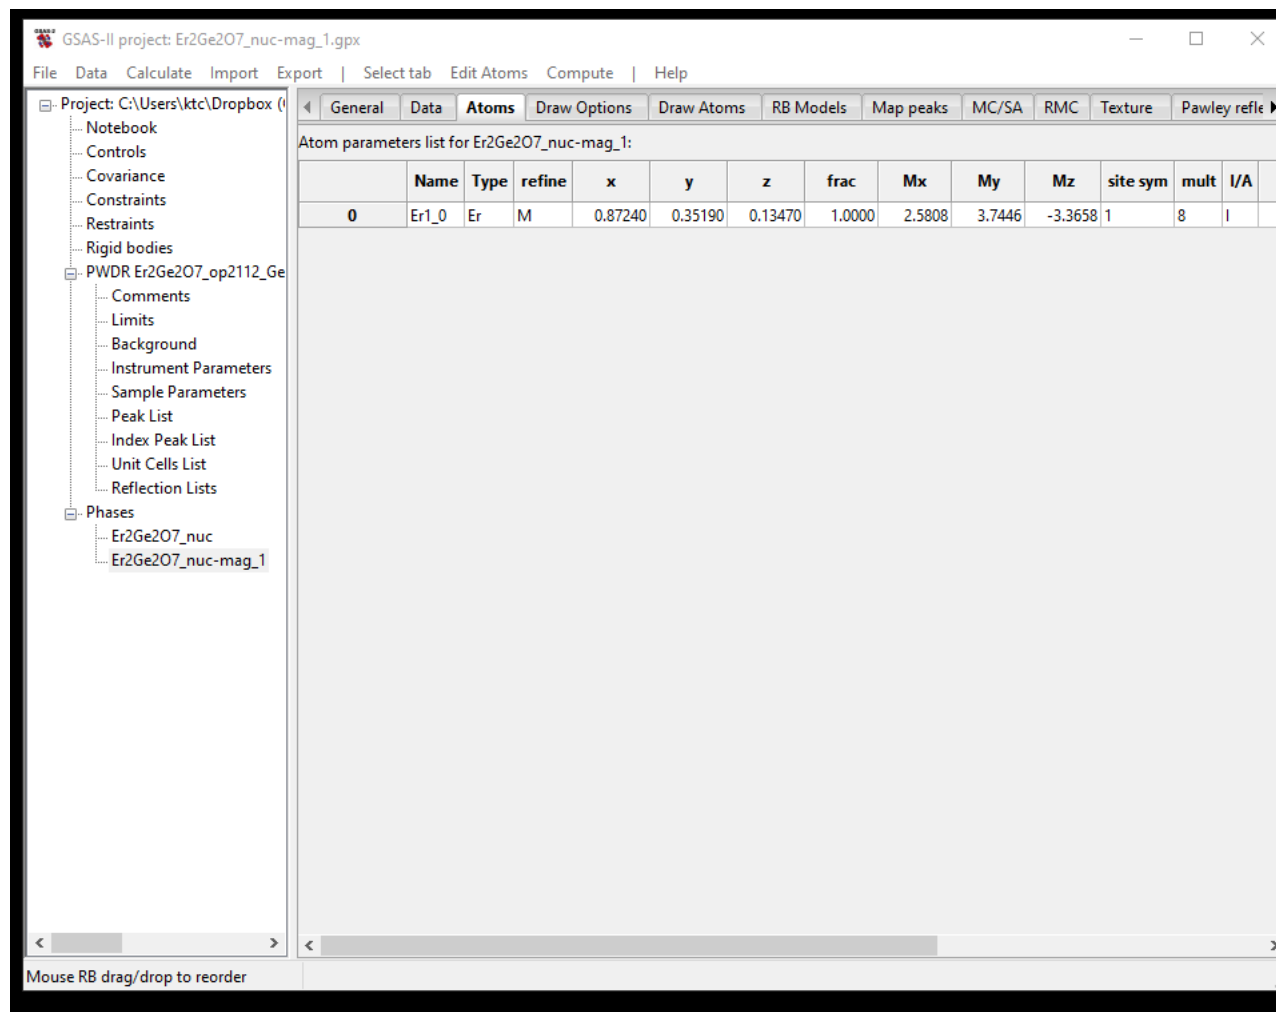 GSAS-II project: Er2Ge2O7_nuc-mag_1.gpx
File Data Calculate Import Export | Select tab Edit Atoms Compute | Help
Project: C:\Users\ktc\Dropbox (
Notebook
Controls
Covariance
Constraints
Restraints
Rigid bodies
PWDR Er2Ge2O7_op2112_Ge
Comments
Limits
Background
Instrument Parameters
Sample Parameters
Peak List
Index Peak List
Unit Cells List
Reflection Lists
Phases
Er2Ge2O7_nuc
Er2Ge2O7_nuc-mag_1
General Data Atoms Draw Options Draw Atoms RB Models Map peaks MC/SA RMC Texture Pawley refle
Atom parameters list for Er2Ge2O7_nuc-mag_1:
Name Type refine x y z frac Mx My Mz site sym mult I/A
0 Er1_0 Er M 0.87240 0.35190 0.13470 1.0000 2.5808 3.7446 -3.3658 1 8 I
Mouse RB drag/drop to reorder